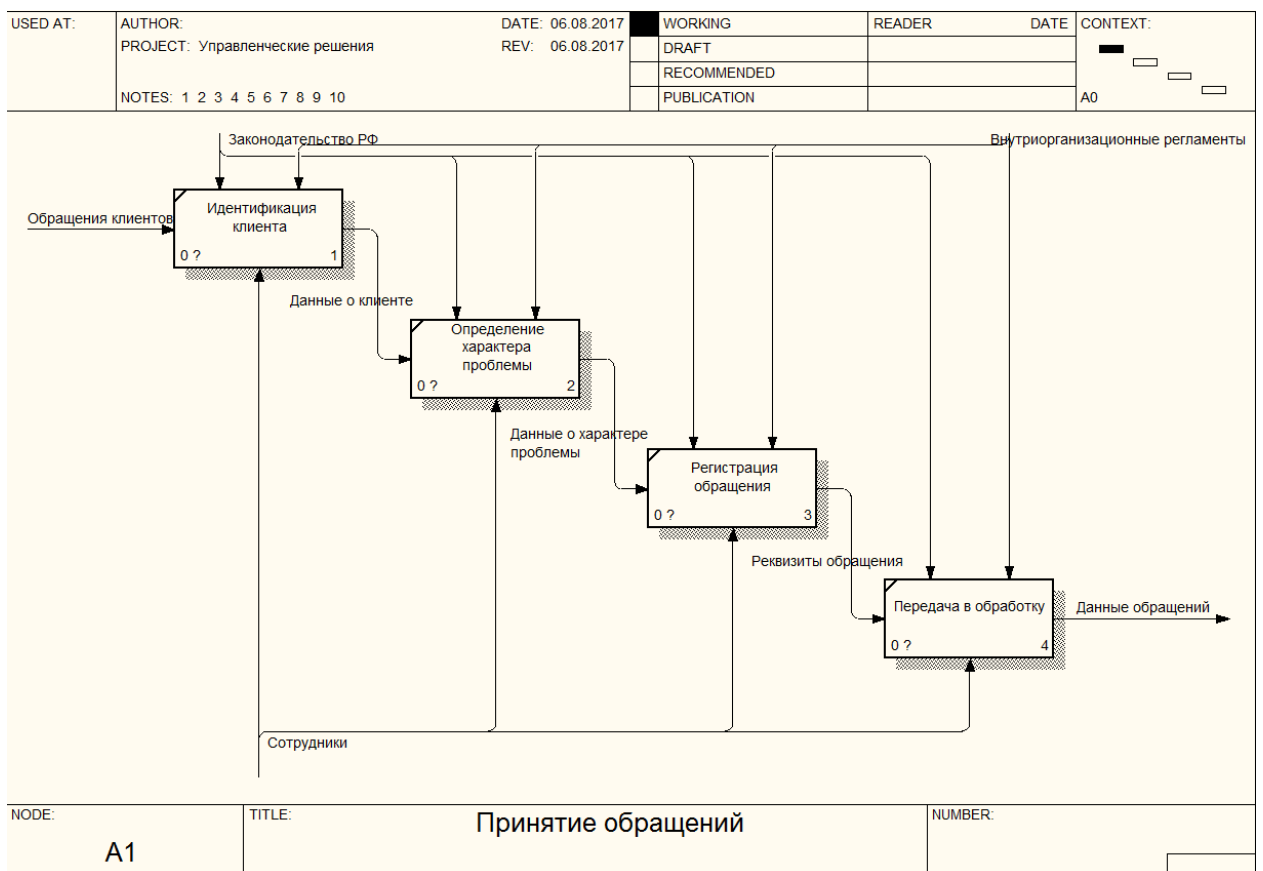 USED AT:
AUTHOR:
DATE: 06.08.2017
PROJECT: Управленческие решения
REV: 06.08.2017
NOTES: 1 2 3 4 5 6 7 8 9 10
WORKING
DRAFT
RECOMMENDED
PUBLICATION
READER DATE
CONTEXT:
A0
Законодательство РФ
Внутриорганизационные регламенты
Обращения клиентов
Идентификация
клиента
0 ? 1
Данные о клиенте
Определение
характера
проблемы
0 ? 2
Данные о характере
проблемы
Регистрация
обращения
0 ? 3
Реквизиты обращения
Передача в обработку
0 ? 4
Данные обращений
Сотрудники
NODE:
A1
TITLE:
Принятие обращений
NUMBER: